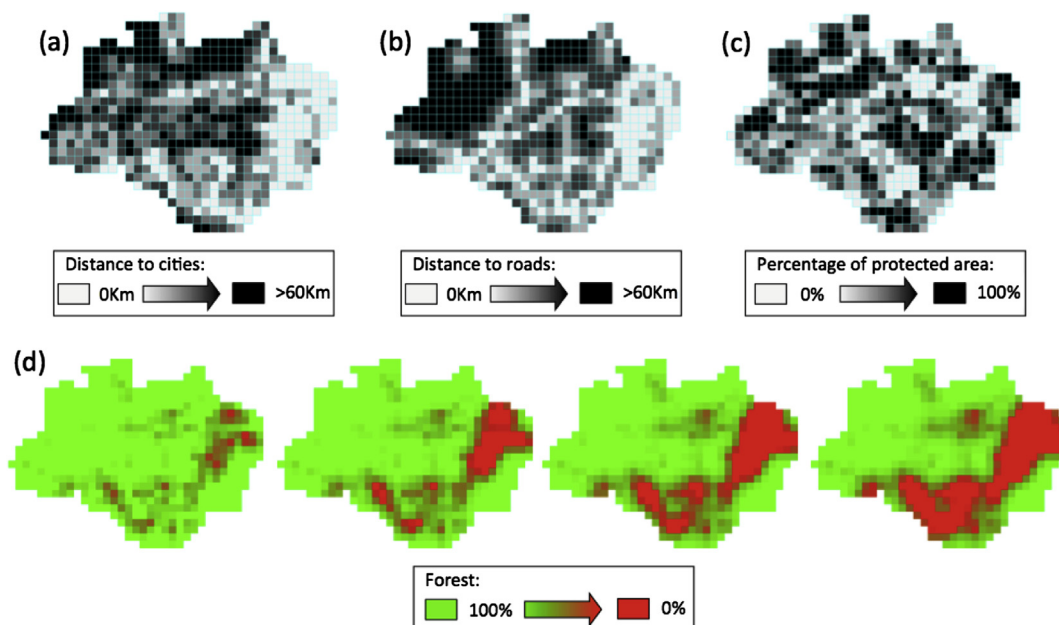 (a)
(b)
(c)
Distance to cities:
0Km
>60Km
Distance to roads:
0Km
>60Km
Percentage of protected area:
0%
100%
(d)
Forest:
100%
0%